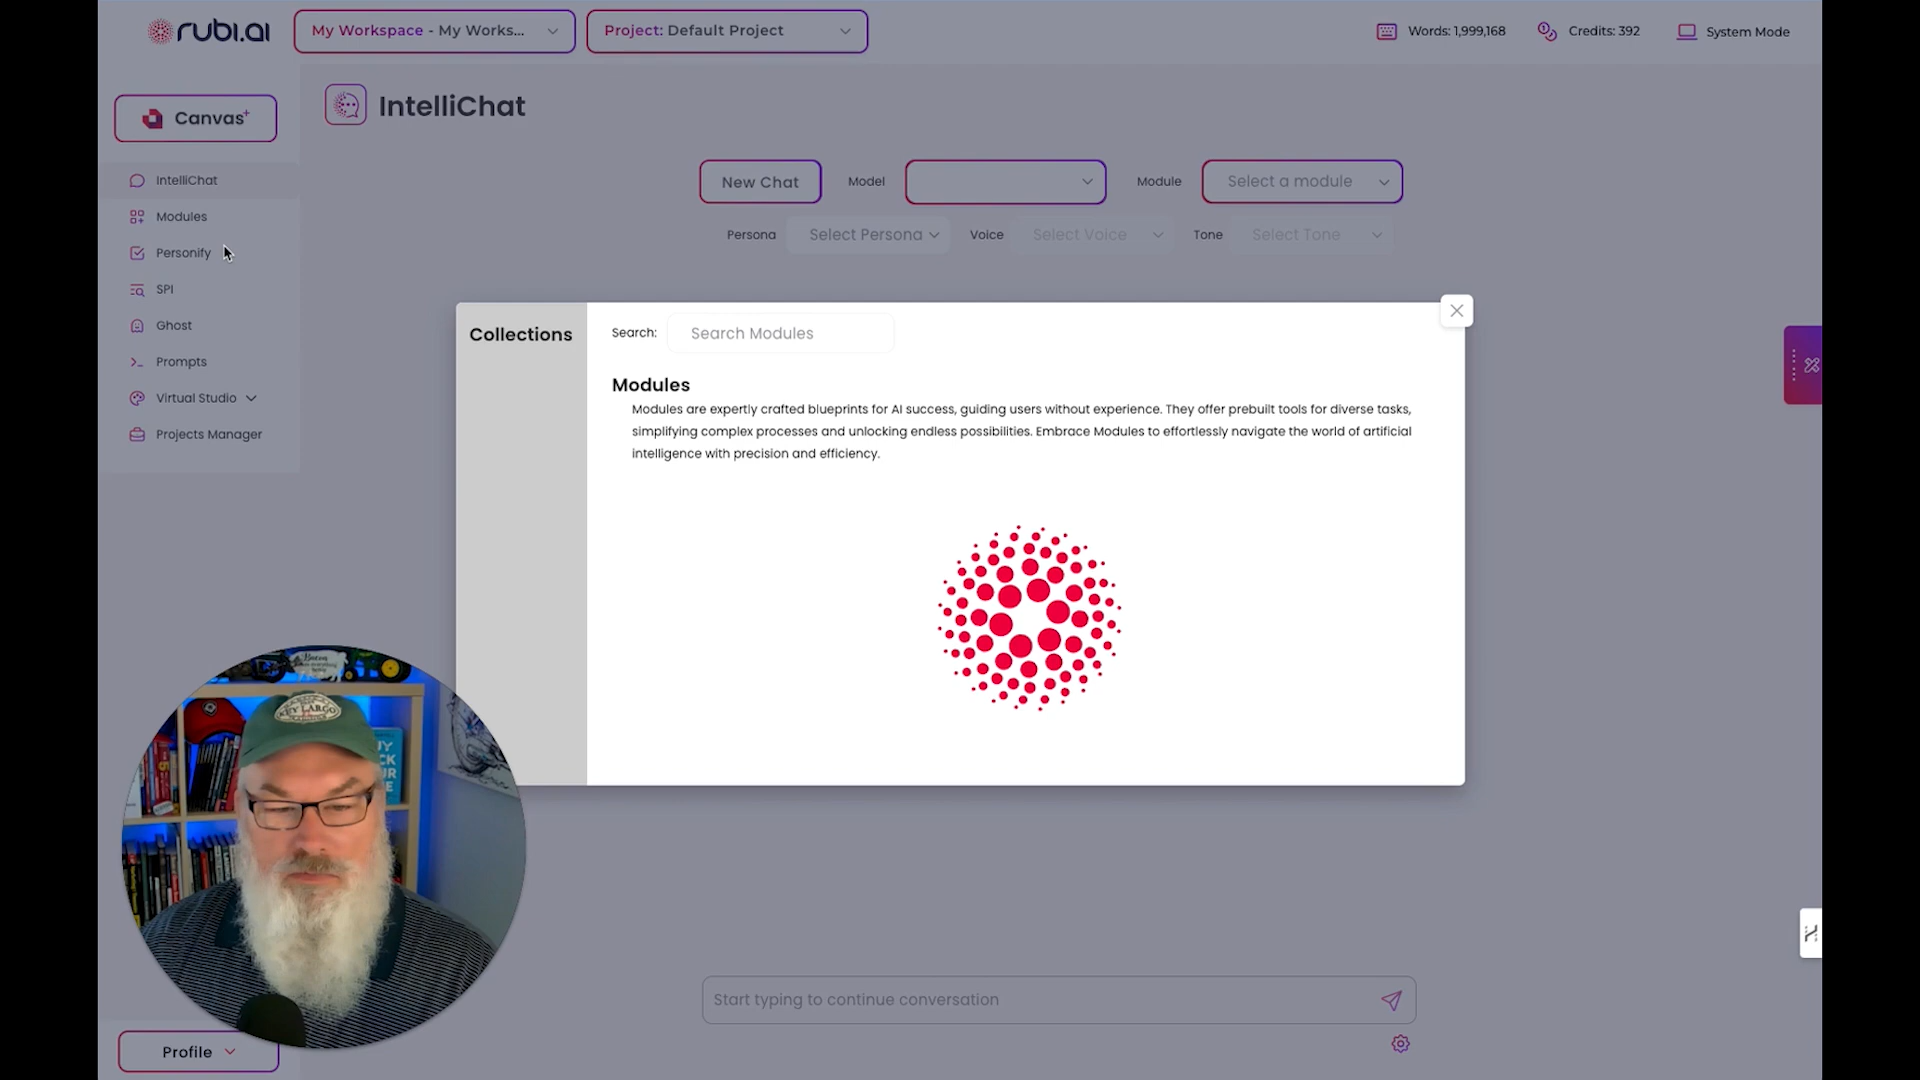 rubi.ai
My Workspace - My Works...
Project: Default Project
Words: 1,999,168
Credits: 392
System Mode
Canvas+
IntelliChat
IntelliChat
Modules
Personify
SPI
Ghost
Prompts
Virtual Studio
Projects Manager
New Chat
Model
Module
Select a module
Persona
Select Persona
Voice
Select Voice
Tone
Select Tone
Collections
Search:
Search Modules
Modules
Modules are expertly crafted blueprints for AI success, guiding users without experience. They offer prebuilt tools for diverse tasks,
simplifying complex processes and unlocking endless possibilities. Embrace Modules to effortlessly navigate the world of artificial
intelligence with precision and efficiency.
Bacon
KEY LARGO
Start typing to continue conversation
Profile